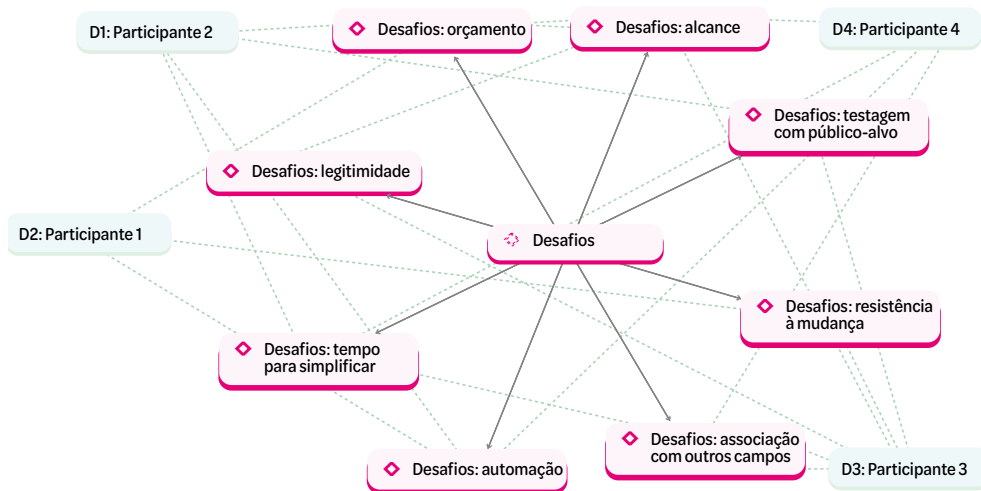 D1: Participante 2
Desafios: orçamento
Desafios: alcance
D4: Participante 4
Desafios: testagem
com público-alvo
Desafios: legitimidade
D2: Participante 1
Desafios
Desafios: resistência
à mudança
Desafios: tempo
para simplificar
Desafios: associação
com outros campos
Desafios: automação
D3: Participante 3